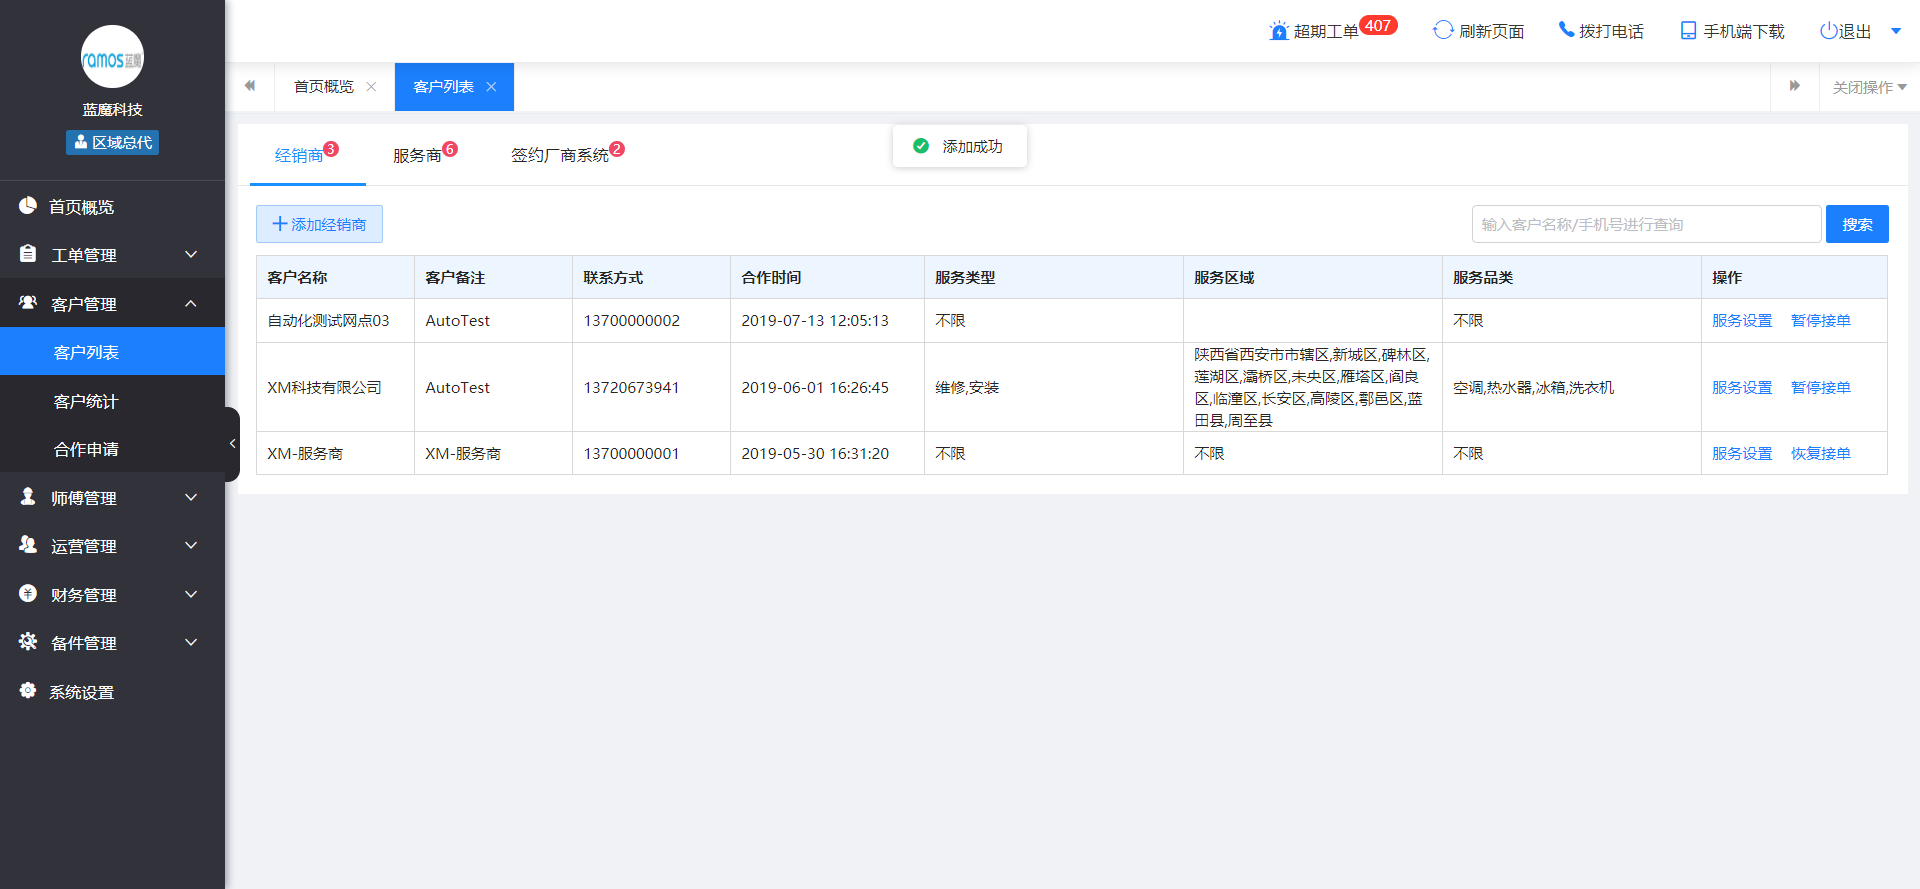 ramos蓝魔
蓝魔科技
区域总代
首页概览
工单管理
客户管理
客户列表
客户统计
合作申请
师傅管理
运营管理
财务管理
备件管理
系统设置
超期工单 407 刷新页面 拨打电话 手机端下载 退出
首页概览 客户列表 关闭操作
经销商 3 服务商 6 签约厂商系统 2
添加成功
添加经销商 输入客户名称/手机号进行查询 搜索
客户名称 客户备注 联系方式 合作时间 服务类型 服务区域 服务品类 操作
自动化测试网点03 AutoTest 13700000002 2019-07-13 12:05:13 不限 不限 服务设置 暂停接单
XM科技有限公司 AutoTest 13720673941 2019-06-01 16:26:45 维修,安装
陕西省西安市市辖区,新城区,碑林区,
莲湖区,灞桥区,未央区,雁塔区,阎良
区,临潼区,长安区,高陵区,鄠邑区,蓝
田县,周至县
空调,热水器,冰箱,洗衣机 服务设置 暂停接单
XM-服务商 XM-服务商 13700000001 2019-05-30 16:31:20 不限 不限 不限 服务设置 恢复接单